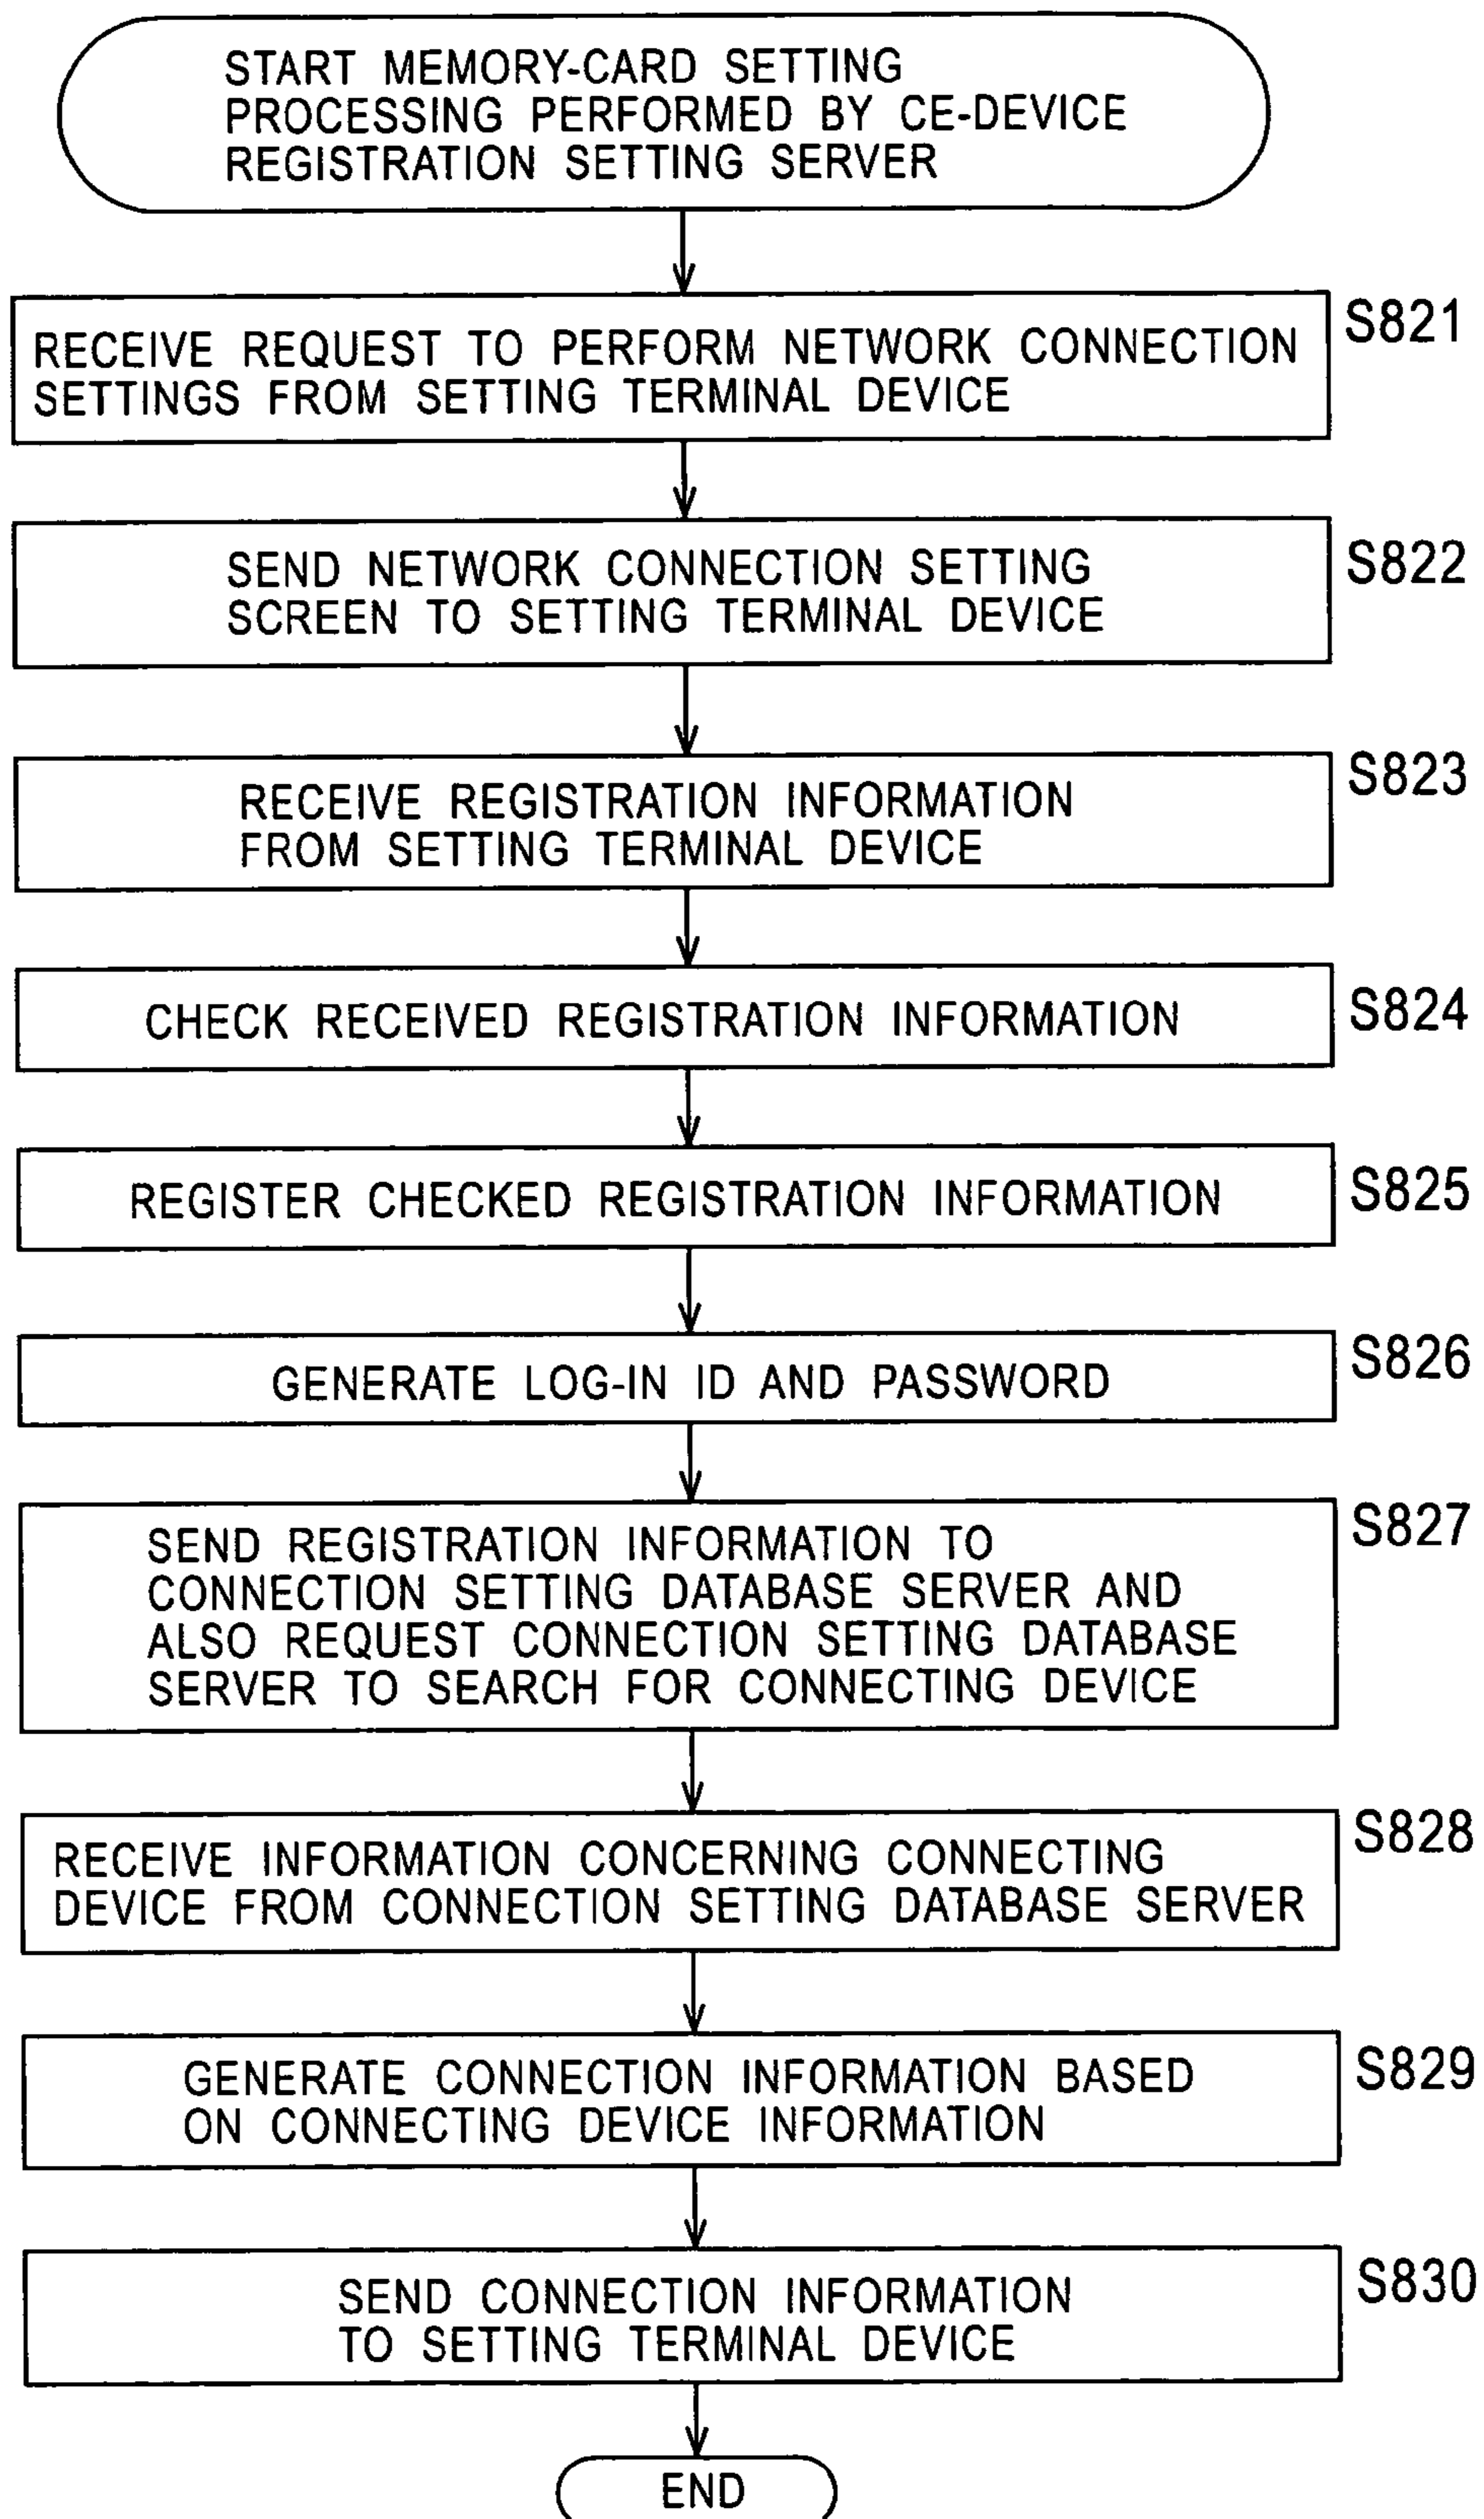 START MEMORY-CARD SETTING
PROCESSING PERFORMED BY CE-DEVICE
REGISTRATION SETTING SERVER
RECEIVE REQUEST TO PERFORM NETWORK CONNECTION
SETTINGS FROM SETTING TERMINAL DEVICE
S821
SEND NETWORK CONNECTION SETTING
SCREEN TO SETTING TERMINAL DEVICE
S822
RECEIVE REGISTRATION INFORMATION
FROM SETTING TERMINAL DEVICE
S823
CHECK RECEIVED REGISTRATION INFORMATION
S824
REGISTER CHECKED REGISTRATION INFORMATION
S825
GENERATE LOG-IN ID AND PASSWORD
S826
SEND REGISTRATION INFORMATION TO
CONNECTION SETTING DATABASE SERVER AND
ALSO REQUEST CONNECTION SETTING DATABASE
SERVER TO SEARCH FOR CONNECTING DEVICE
S827
RECEIVE INFORMATION CONCERNING CONNECTING
DEVICE FROM CONNECTION SETTING DATABASE SERVER
S828
GENERATE CONNECTION INFORMATION BASED
ON CONNECTING DEVICE INFORMATION
S829
SEND CONNECTION INFORMATION
TO SETTING TERMINAL DEVICE
S830
END